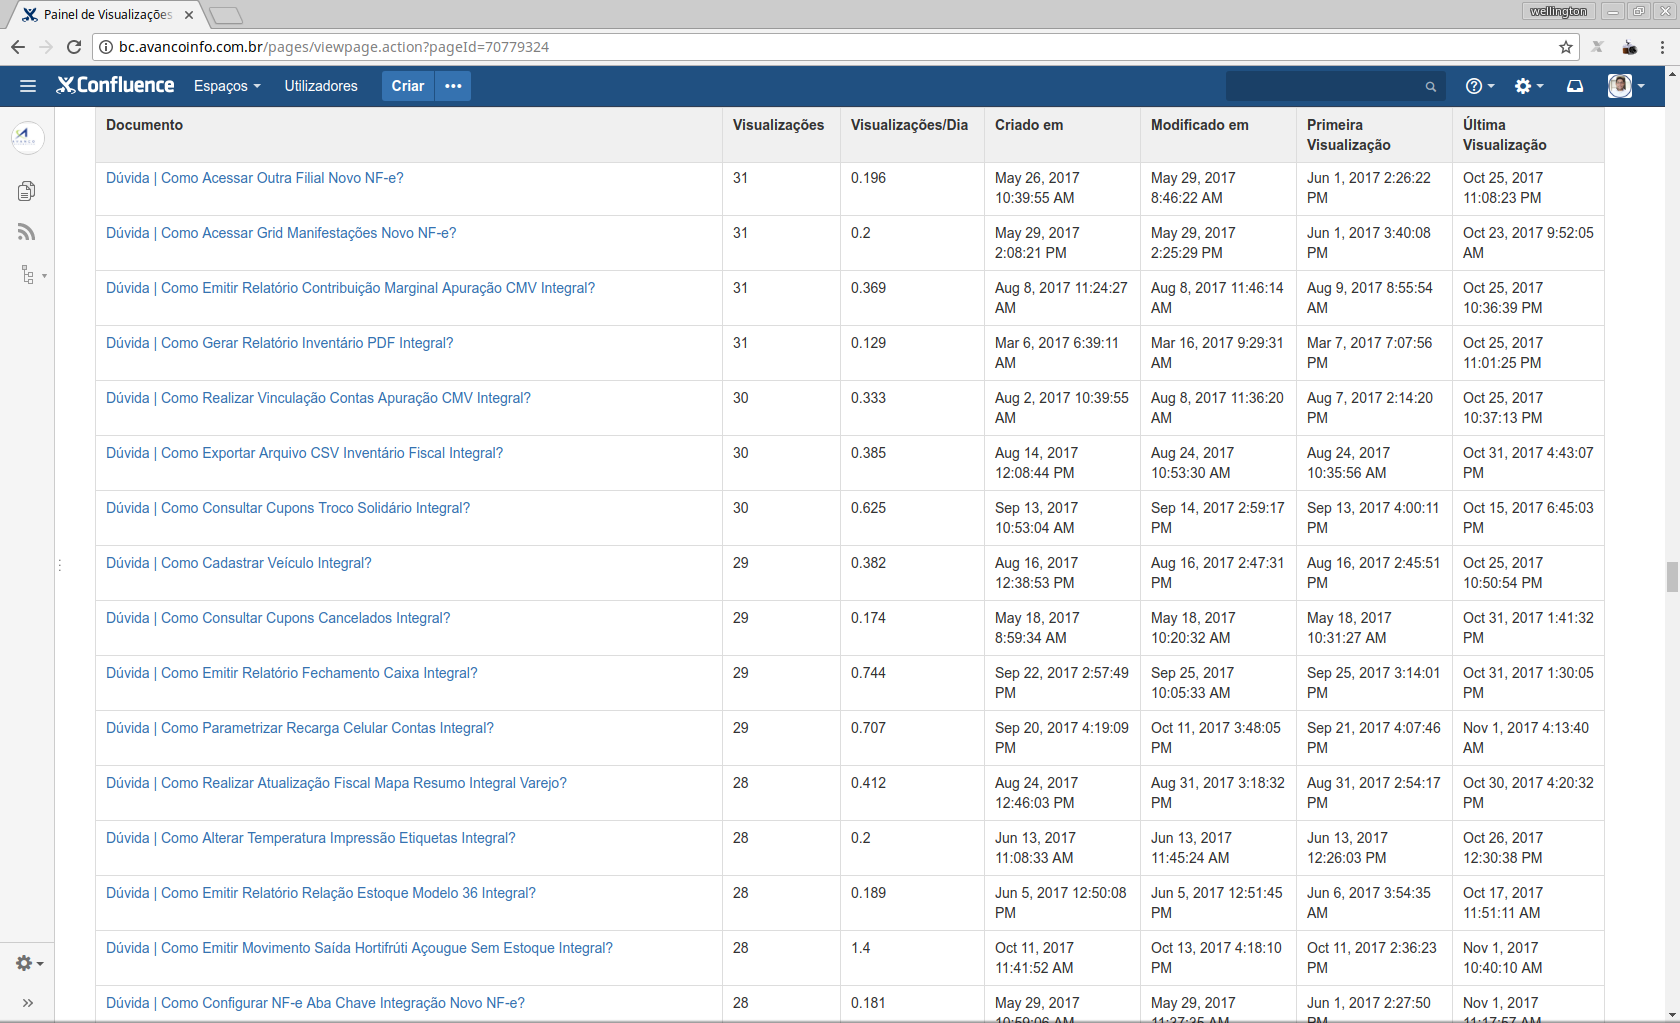 Painel de Visualizações
wellington
bc.avancoinfo.com.br/pages/viewpage.action?pageId=70779324
Confluence
Espaços
Utilizadores
Criar
Documento
Visualizações
Visualizações/Dia
Criado em
Modificado em
Primeira
Visualização
Última
Visualização
Dúvida | Como Acessar Outra Filial Novo NF-e?
31
0.196
May 26, 2017
10:39:55 AM
May 29, 2017
8:46:22 AM
Jun 1, 2017 2:26:22
PM
Oct 25, 2017
11:08:23 PM
Dúvida | Como Acessar Grid Manifestações Novo NF-e?
31
0.2
May 29, 2017
2:08:21 PM
May 29, 2017
2:25:29 PM
Jun 1, 2017 3:40:08
PM
Oct 23, 2017 9:52:05
AM
Dúvida | Como Emitir Relatório Contribuição Marginal Apuração CMV Integral?
31
0.369
Aug 8, 2017 11:24:27
AM
Aug 8, 2017 11:46:14
AM
Aug 9, 2017 8:55:54
AM
Oct 25, 2017
10:36:39 PM
Dúvida | Como Gerar Relatório Inventário PDF Integral?
31
0.129
Mar 6, 2017 6:39:11
AM
Mar 16, 2017 9:29:31
AM
Mar 7, 2017 7:07:56
PM
Oct 25, 2017
11:01:25 PM
Dúvida | Como Realizar Vinculação Contas Apuração CMV Integral?
30
0.333
Aug 2, 2017 10:39:55
AM
Aug 8, 2017 11:36:20
AM
Aug 7, 2017 2:14:20
PM
Oct 25, 2017
10:37:13 PM
Dúvida | Como Exportar Arquivo CSV Inventário Fiscal Integral?
30
0.385
Aug 14, 2017
12:08:44 PM
Aug 24, 2017
10:53:30 AM
Aug 24, 2017
10:35:56 AM
Oct 31, 2017 4:43:07
PM
Dúvida | Como Consultar Cupons Troco Solidário Integral?
30
0.625
Sep 13, 2017
10:53:04 AM
Sep 14, 2017 2:59:17
PM
Sep 13, 2017 4:00:11
PM
Oct 15, 2017 6:45:03
PM
Dúvida | Como Cadastrar Veículo Integral?
29
0.382
Aug 16, 2017
12:38:53 PM
Aug 16, 2017 2:47:31
PM
Aug 16, 2017 2:45:51
PM
Oct 25, 2017
10:50:54 PM
Dúvida | Como Consultar Cupons Cancelados Integral?
29
0.174
May 18, 2017
8:59:34 AM
May 18, 2017
10:20:32 AM
May 18, 2017
10:31:27 AM
Oct 31, 2017 1:41:32
PM
Dúvida | Como Emitir Relatório Fechamento Caixa Integral?
29
0.744
Sep 22, 2017 2:57:49
PM
Sep 25, 2017
10:05:33 AM
Sep 25, 2017 3:14:01
PM
Oct 31, 2017 1:30:05
PM
Dúvida | Como Parametrizar Recarga Celular Contas Integral?
29
0.707
Sep 20, 2017 4:19:09
PM
Oct 11, 2017 3:48:05
PM
Sep 21, 2017 4:07:46
PM
Nov 1, 2017 4:13:40
AM
Dúvida | Como Realizar Atualização Fiscal Mapa Resumo Integral Varejo?
28
0.412
Aug 24, 2017
12:46:03 PM
Aug 31, 2017 3:18:32
PM
Aug 31, 2017 2:54:17
PM
Oct 30, 2017 4:20:32
PM
Dúvida | Como Alterar Temperatura Impressão Etiquetas Integral?
28
0.2
Jun 13, 2017
11:08:33 AM
Jun 13, 2017
11:45:24 AM
Jun 13, 2017
12:26:03 PM
Oct 26, 2017
12:30:38 PM
Dúvida | Como Emitir Relatório Relação Estoque Modelo 36 Integral?
28
0.189
Jun 5, 2017 12:50:08
PM
Jun 5, 2017 12:51:45
PM
Jun 6, 2017 3:54:35
AM
Oct 17, 2017
11:51:11 AM
Dúvida | Como Emitir Movimento Saída Hortifrúti Açougue Sem Estoque Integral?
28
1.4
Oct 11, 2017
11:41:52 AM
Oct 13, 2017 4:18:10
PM
Oct 11, 2017 2:36:23
PM
Nov 1, 2017
10:40:10 AM
Dúvida | Como Configurar NF-e Aba Chave Integração Novo NF-e?
28
0.181
May 29, 2017
10:59:06 AM
May 29, 2017
11:37:35 AM
Jun 1, 2017 2:27:50
PM
Nov 1, 2017
11:17:57 AM